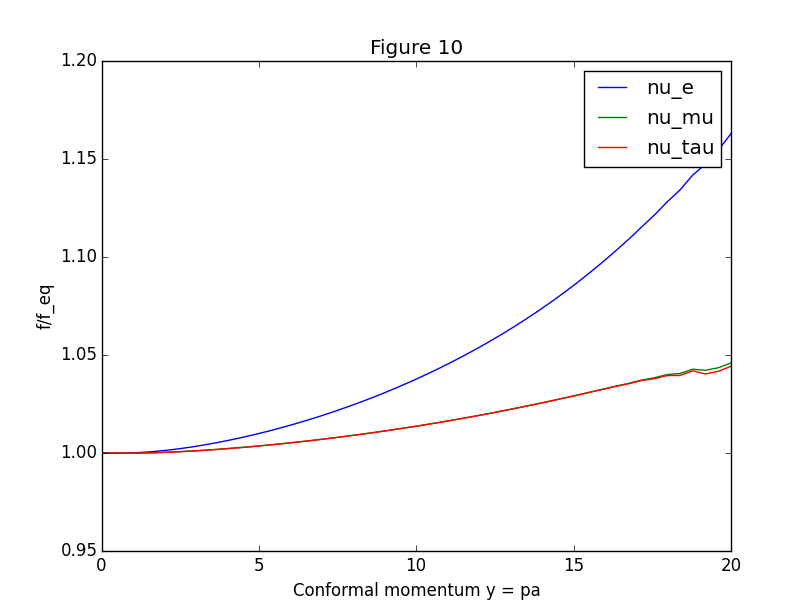 Figure 10
1.20
1.15
1.10
1.05
1.00
0.95
f/f_eq
nu_e
nu_mu
nu_tau
0 5 10 15 20
Conformal momentum y = pa